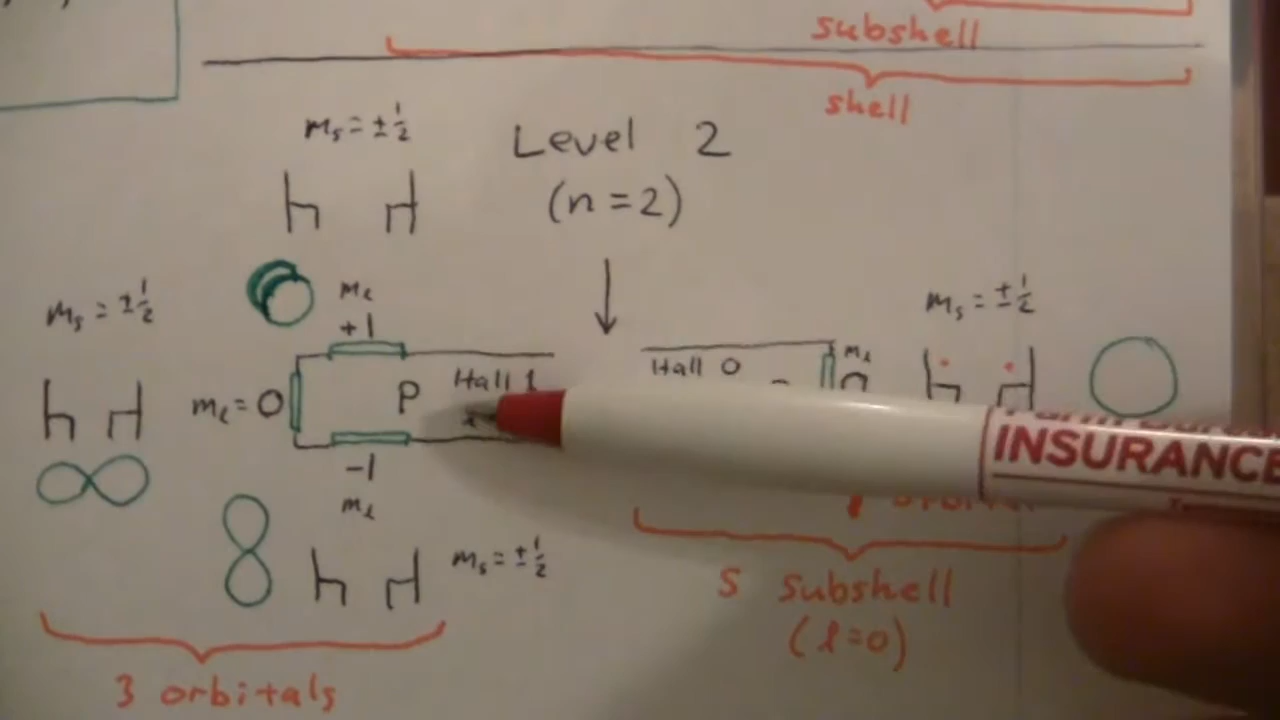 subshell
shell
ms = ±½
Level 2
(n = 2)
ms = ±½
ml
+1
ml = 0
P
Hall 1
-1
ml
ms = ±½
Hall 0
ml
ms = ±½
INSURANCE
s subshell
(l=0)
3 orbitals